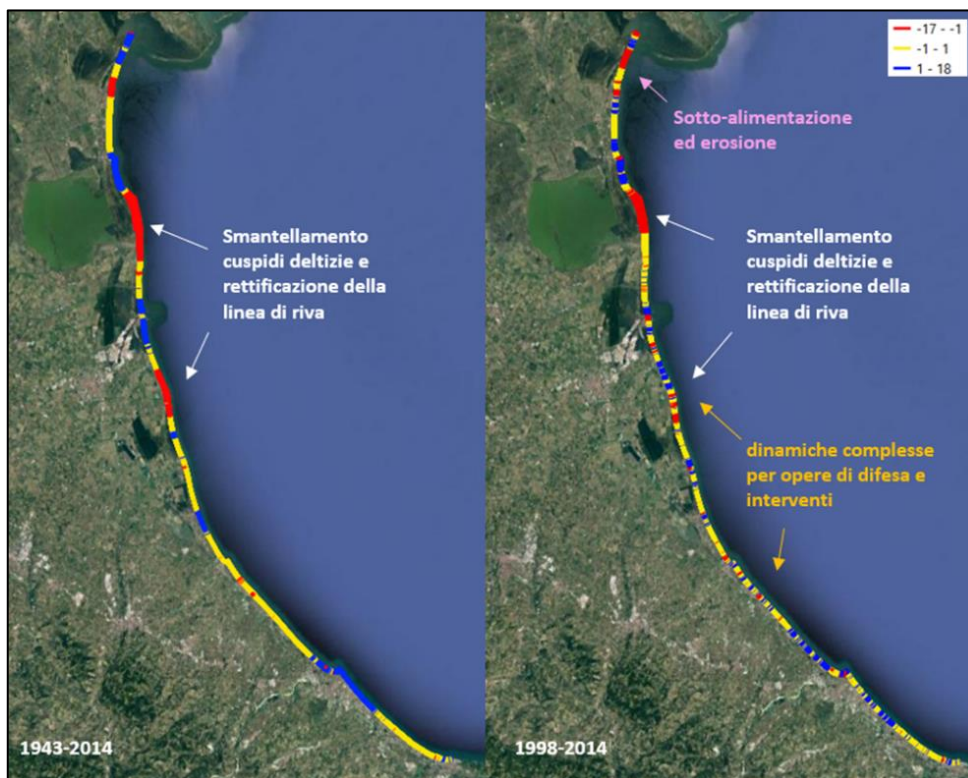 Smantellamento
cuspidi deltizie e
rettificazione della
linea di riva
1943-2014
-17 - -1
-1 - 1
1 - 18
Sotto-alimentazione
ed erosione
Smantellamento
cuspidi deltizie e
rettificazione della
linea di riva
dinamiche complesse
per opere di difesa e
interventi
1998-2014